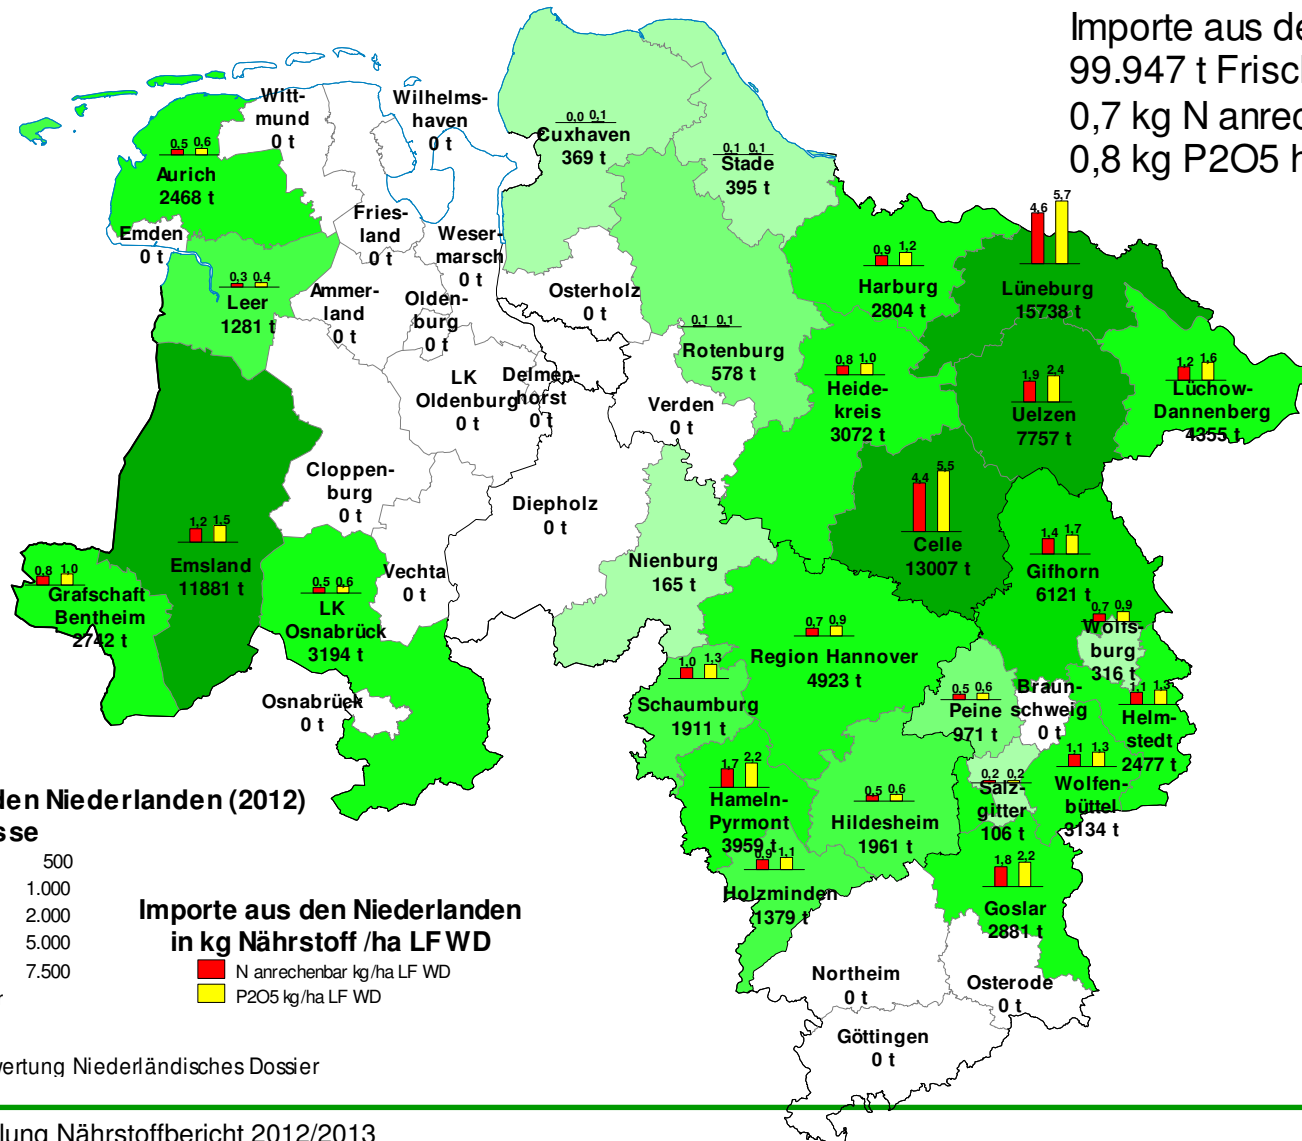 Importe aus de
99.947 t Frisch
0,7 kg N anrec
0,8 kg P2O5 h
Witt-
mund
0 t
Wilhelms-
haven
0 t
0,0 0,1
Cuxhaven
369 t
0,1 0,1
Stade
395 t
0,5 0,6
Aurich
2468 t
Emden
0 t
Fries-
land
0 t
Weser-
marsch
0 t
0,3 0,4
Leer
1281 t
Ammer-
land
0 t
Olden-
burg
0 t
Osterholz
0 t
0,9 1,2
Harburg
2804 t
4,6 5,7
Lüneburg
15738 t
0,1 0,1
Rotenburg
578 t
LK
Oldenburg
0 t
Delmen-
horst
0 t
Verden
0 t
0,8 1,0
Heide-
kreis
3072 t
1,9 2,4
Uelzen
7757 t
1,2 1,6
Lüchow-
Dannenberg
4355 t
Cloppen-
burg
0 t
Diepholz
0 t
4,4 5,5
Celle
13007 t
1,2 1,5
Emsland
11881 t
Vechta
0 t
Nienburg
165 t
1,4 1,7
Gifhorn
6121 t
0,8 1,0
Grafschaft
Bentheim
2742 t
0,5 0,6
LK
Osnabrück
3194 t
0,7 0,9
Region Hannover
4923 t
0,7 0,9
Wolfs-
burg
316 t
Osnabrück
0 t
1,0 1,3
Schaumburg
1911 t
0,5 0,6
Peine
971 t
Braun-
schweig
0 t
1,1 1,3
Helm-
stedt
2477 t
1,7 2,2
Hameln-
Pyrmont
3959 t
0,5 0,6
Hildesheim
1961 t
0,2 0,2
Salz-
gitter
106 t
1,1 1,3
Wolfen-
büttel
3134 t
0,9 1,1
Holzminden
1379 t
1,8 2,2
Goslar
2881 t
Northeim
0 t
Osterode
0 t
Göttingen
0 t
den Niederlanden (2012)
sse
500
1.000
2.000
5.000
7.500
r
Importe aus den Niederlanden
in kg Nährstoff /ha LF WD
N anrechenbar kg/ha LF WD
P2O5 kg/ha LF WD
wertung Niederländisches Dossier
lung Nährstoffbericht 2012/2013